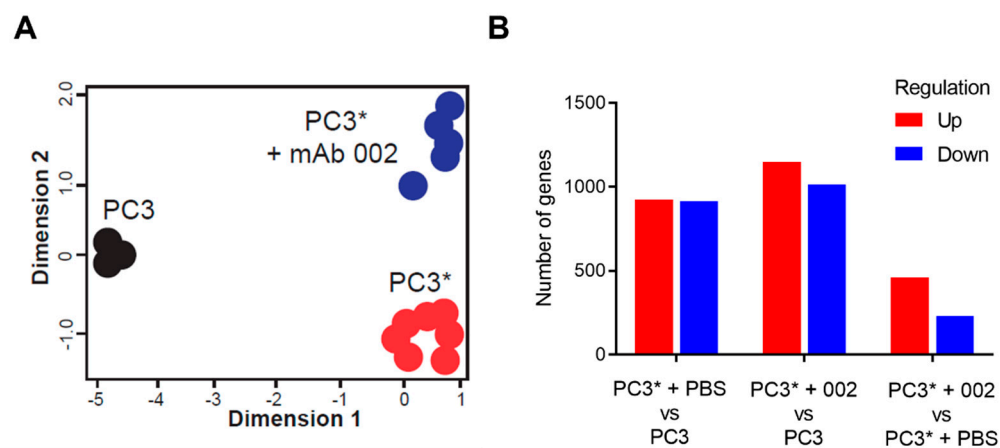 A
PC3*
+ mAb 002
PC3
PC3*
Dimension 2
2.0
1.0
0
-1.0
-5
-4
-3
-2
-1
0
1
Dimension 1
B
Regulation
Up
Down
Number of genes
1500
1000
500
0
PC3* + PBS
vs
PC3
PC3* + 002
vs
PC3
PC3* + 002
vs
PC3* + PBS